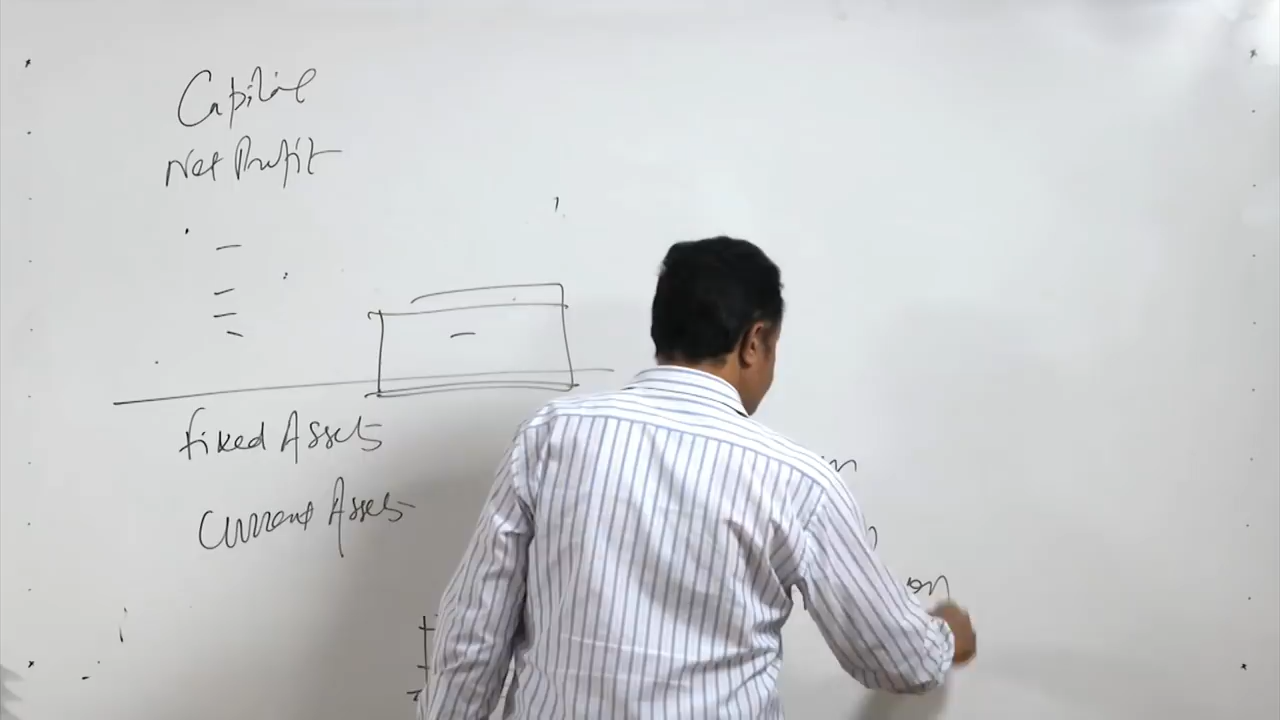 Capital
Net Profit
Fixed Assets
Current Assets